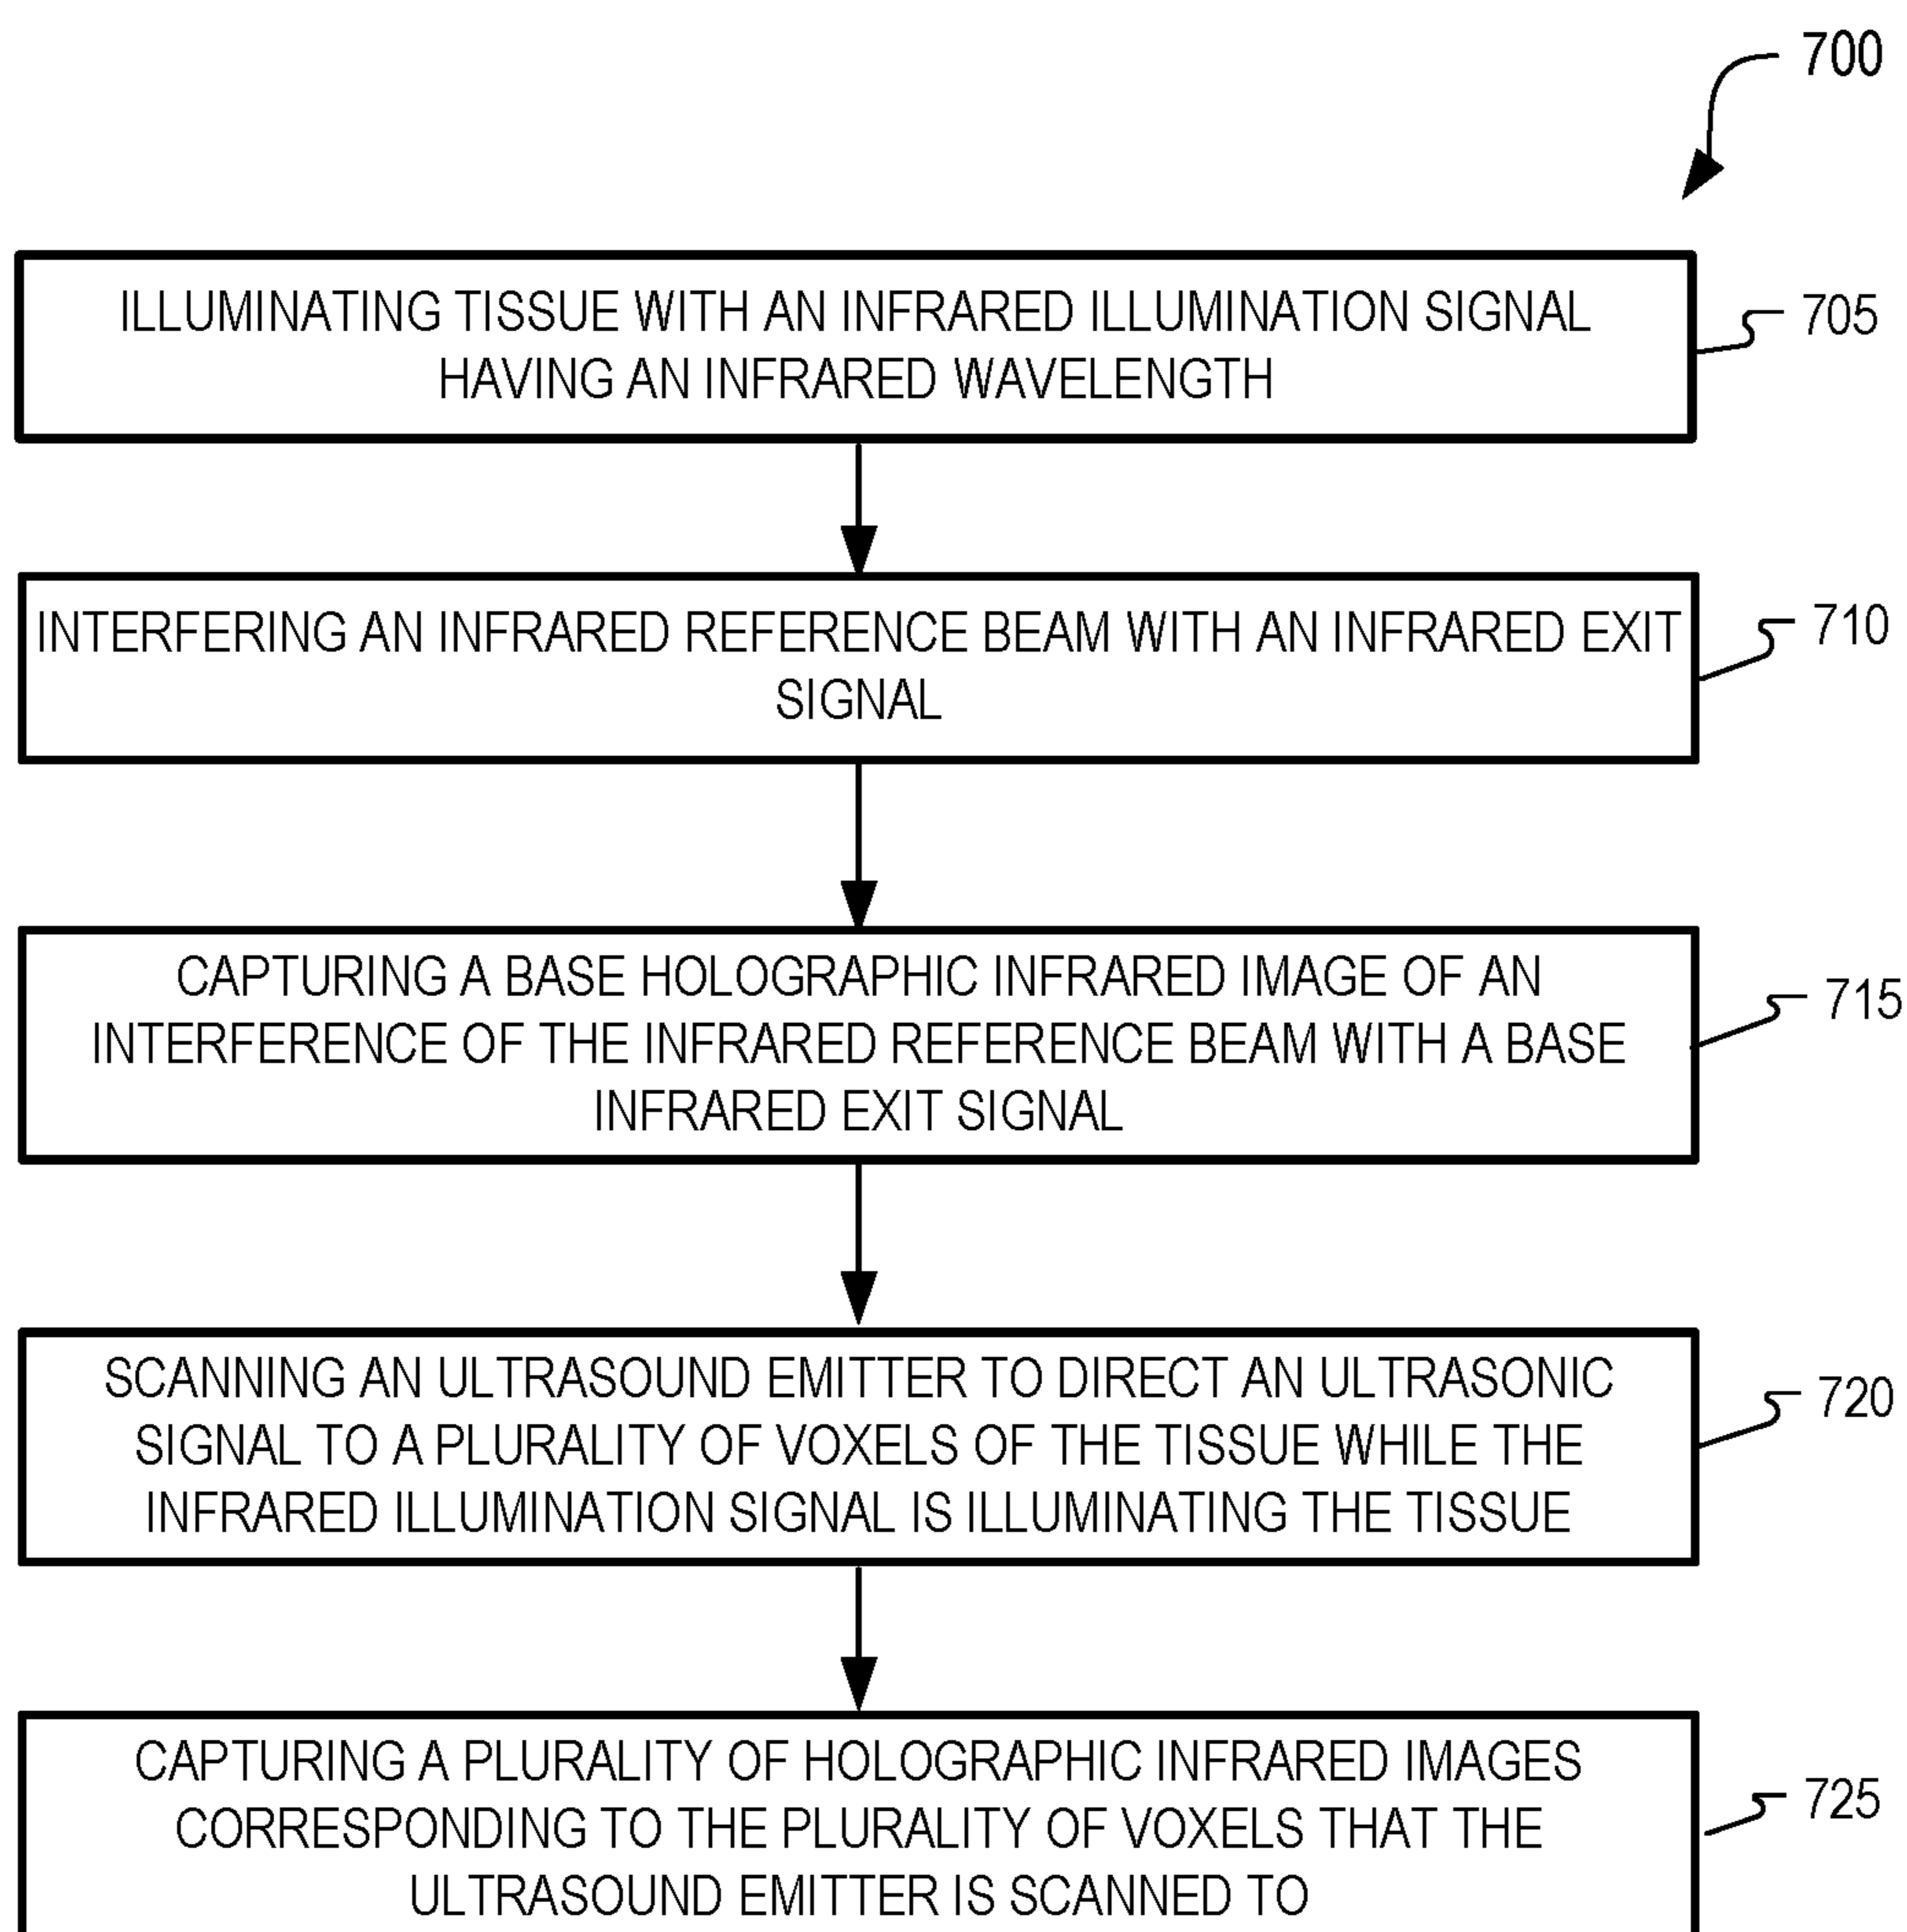 700
ILLUMINATING TISSUE WITH AN INFRARED ILLUMINATION SIGNAL
HAVING AN INFRARED WAVELENGTH
705
INTERFERING AN INFRARED REFERENCE BEAM WITH AN INFRARED EXIT
SIGNAL
710
CAPTURING A BASE HOLOGRAPHIC INFRARED IMAGE OF AN
INTERFERENCE OF THE INFRARED REFERENCE BEAM WITH A BASE
INFRARED EXIT SIGNAL
715
SCANNING AN ULTRASOUND EMITTER TO DIRECT AN ULTRASONIC
SIGNAL TO A PLURALITY OF VOXELS OF THE TISSUE WHILE THE
INFRARED ILLUMINATION SIGNAL IS ILLUMINATING THE TISSUE
720
CAPTURING A PLURALITY OF HOLOGRAPHIC INFRARED IMAGES
CORRESPONDING TO THE PLURALITY OF VOXELS THAT THE
ULTRASOUND EMITTER IS SCANNED TO
725